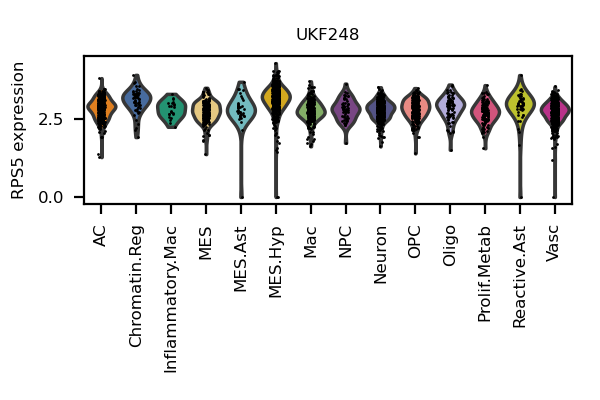 UKF248
RPS5 expression
2.5
0.0
AC
Chromatin.Reg
Inflammatory.Mac
MES
MES.Ast
MES.Hyp
Mac
NPC
Neuron
OPC
Oligo
Prolif.Metab
Reactive.Ast
Vasc